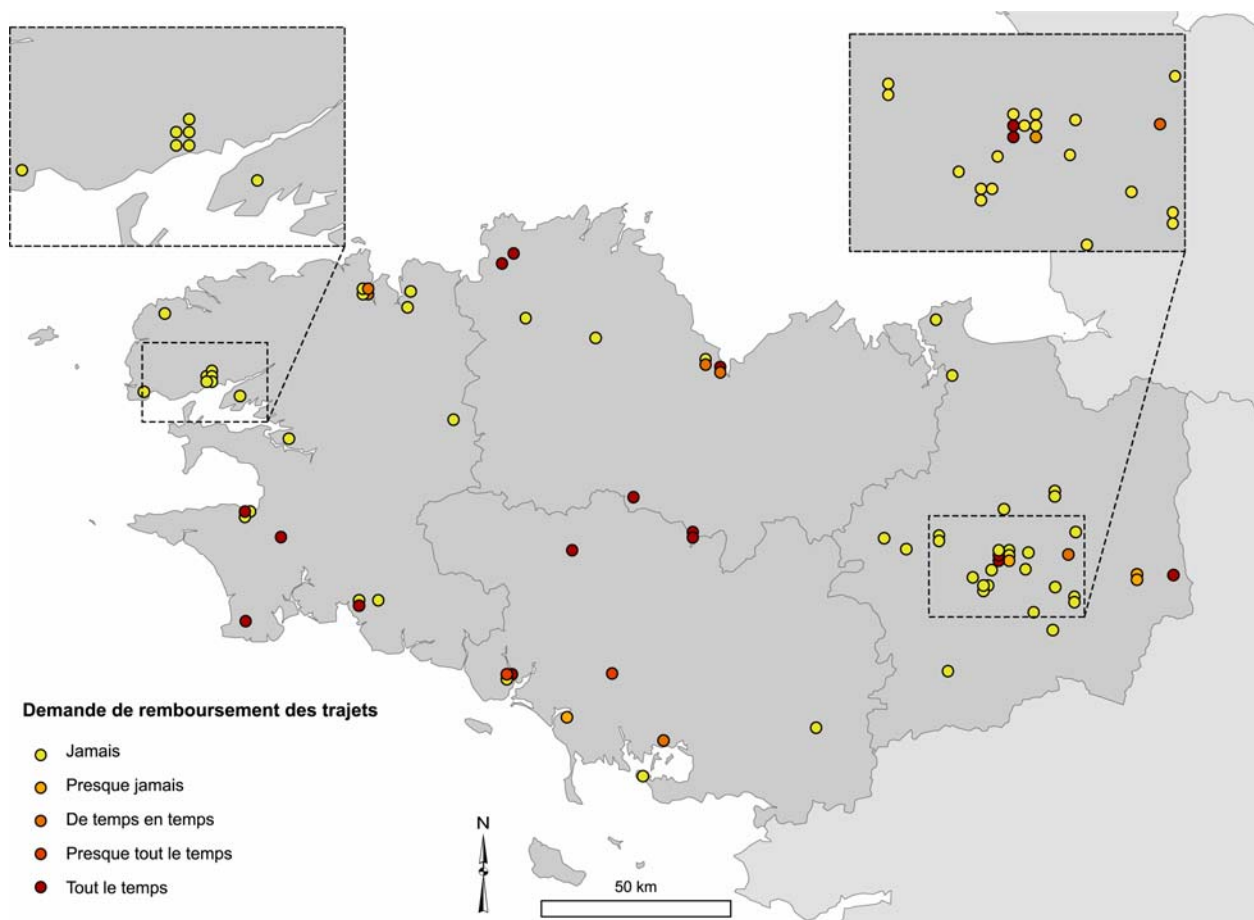 Demande de remboursement des trajets
Jamais
Presque jamais
De temps en temps
Presque tout le temps
Tout le temps
N
50 km